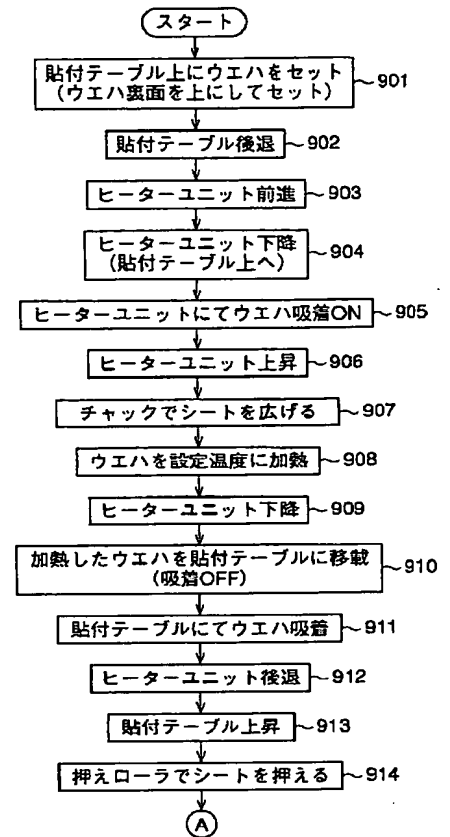 スタート
貼付テーブル上にウエハをセット
(ウエハ裏面を上にしてセット)
901
貼付テーブル後退
902
ヒーターユニット前進
903
ヒーターユニット下降
(貼付テーブル上へ)
904
ヒーターユニットにてウエハ吸着ON
905
ヒーターユニット上昇
906
チャックでシートを広げる
907
ウエハを設定温度に加熱
908
ヒーターユニット下降
909
加熱したウエハを貼付テーブルに移載
(吸着OFF)
910
貼付テーブルにてウエハ吸着
911
ヒーターユニット後退
912
貼付テーブル上昇
913
押えローラでシートを押える
914
A